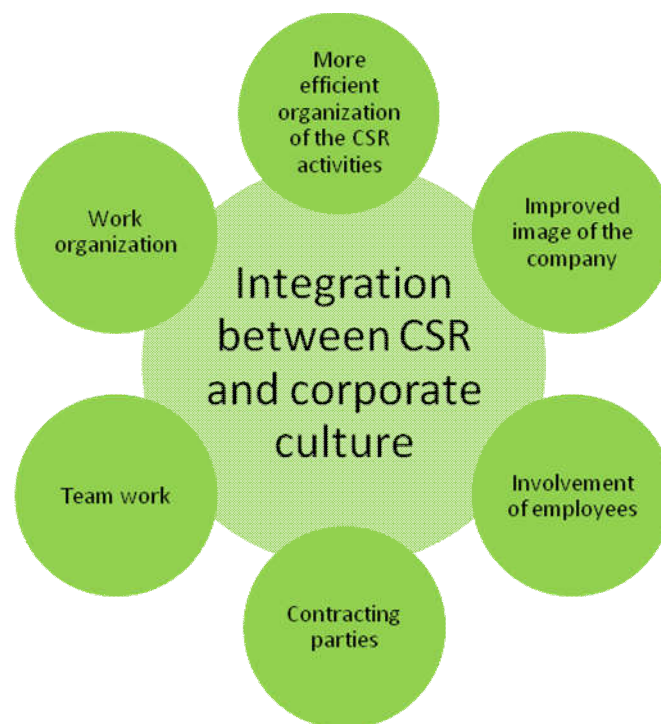 More
efficient
organization
of the CSR
activities
Improved
image of the
company
Involvement
of employees
Contracting
parties
Team work
Work
organization
Integration
between CSR
and corporate
culture